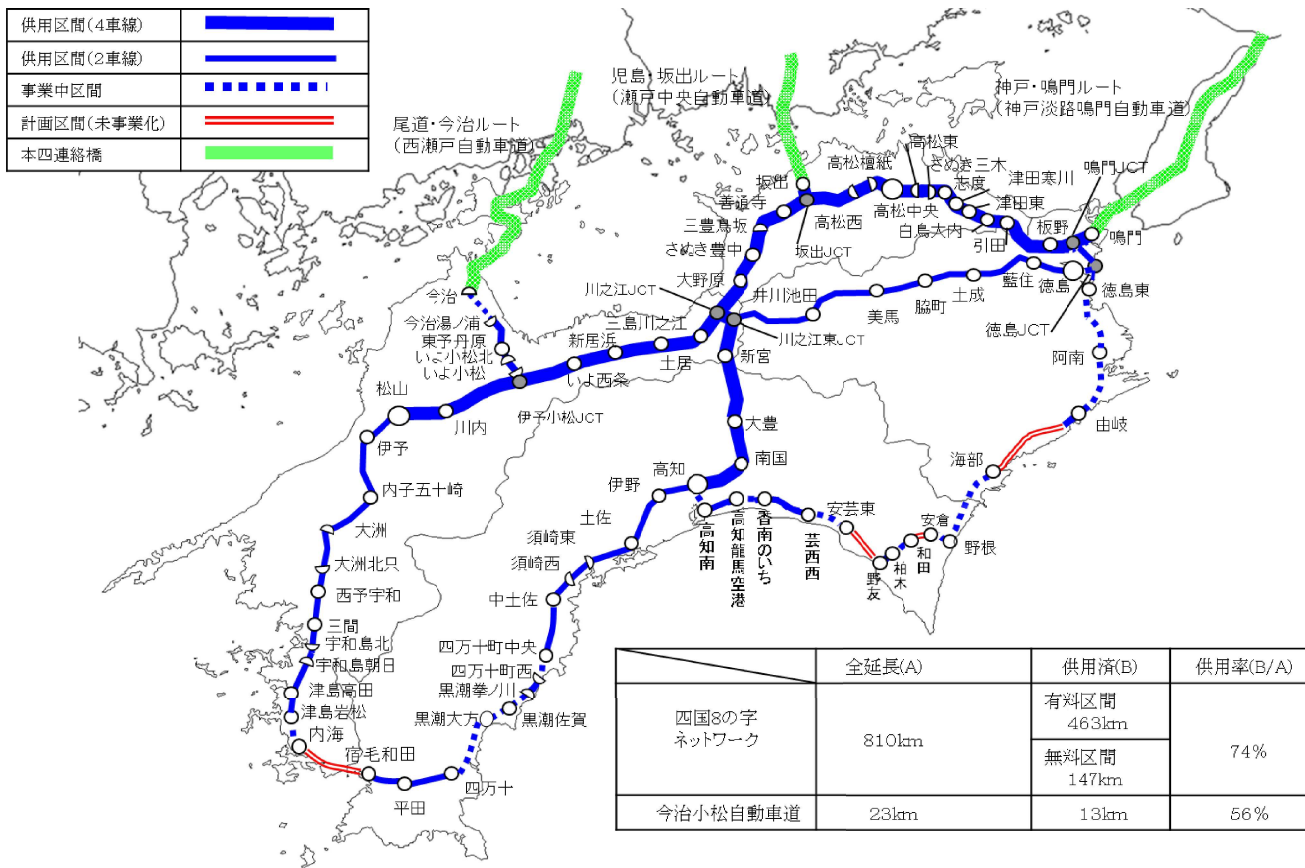 供用区間(4車線)
供用区間(2車線)
事業中区間
計画区間(未事業化)
本四連絡橋
尾道・今治ルート
(西瀬戸自動車道)
児島・坂出ルート
(瀬戸中央自動車道)
神戸・鳴門ルート
(神戸淡路鳴門自動車道)
高松東
さぬき三木
高松檀紙
志度
津田寒川
鳴門JCT
坂出
善通寺
津田東
高松中央
高松西
三豊鳥坂
白鳥大内
板野
鳴門
引田
坂出JCT
さぬき豊中
藍住
徳島
徳島東
大野原
井川池田
土成
川之江JCT
脇町
今治
美馬
徳島JCT
今治湯ノ浦
三島川之江
東予丹原
新居浜
川之江東JCT
いよ小松北
土居
新宮
阿南
いよ小松
いよ西条
松山
伊予小松JCT
川内
大豊
由岐
伊予
南国
海部
高知
伊野
内子五十崎
安芸東
安倉
土佐
大洲
須崎東
高知南
高知龍馬空港
香南のいち
芸西西
野友
柏木
和田
野根
須崎西
大洲北只
中土佐
西予宇和
三間
四万十町中央
宇和島北
四万十町西
宇和島朝日
黒潮拳ノ川
津島高田
津島岩松
黒潮大方
黒潮佐賀
内海
宿毛和田
四万十
平田
全延長(A)
供用済(B)
供用率(B/A)
四国8の字
ネットワーク
810km
有料区間
463km
無料区間
147km
74%
今治小松自動車道
23km
13km
56%